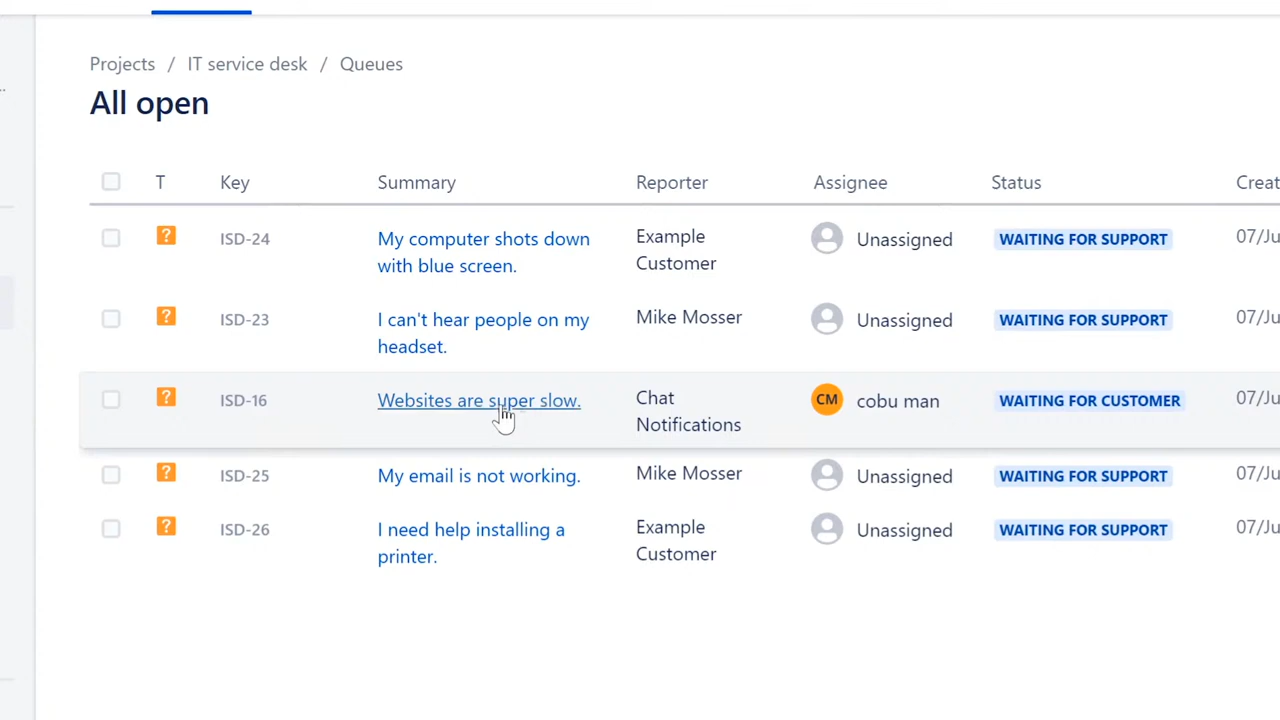 Projects / IT service desk / Queues
All open
T Key Summary Reporter Assignee Status Creat
ISD-24 My computer shots down with blue screen. Example Customer Unassigned WAITING FOR SUPPORT 07/Ju
ISD-23 I can't hear people on my headset. Mike Mosser Unassigned WAITING FOR SUPPORT 07/Ju
ISD-16 Websites are super slow. Chat Notifications CM cobu man WAITING FOR CUSTOMER 07/Ju
ISD-25 My email is not working. Mike Mosser Unassigned WAITING FOR SUPPORT 07/Ju
ISD-26 I need help installing a printer. Example Customer Unassigned WAITING FOR SUPPORT 07/Ju